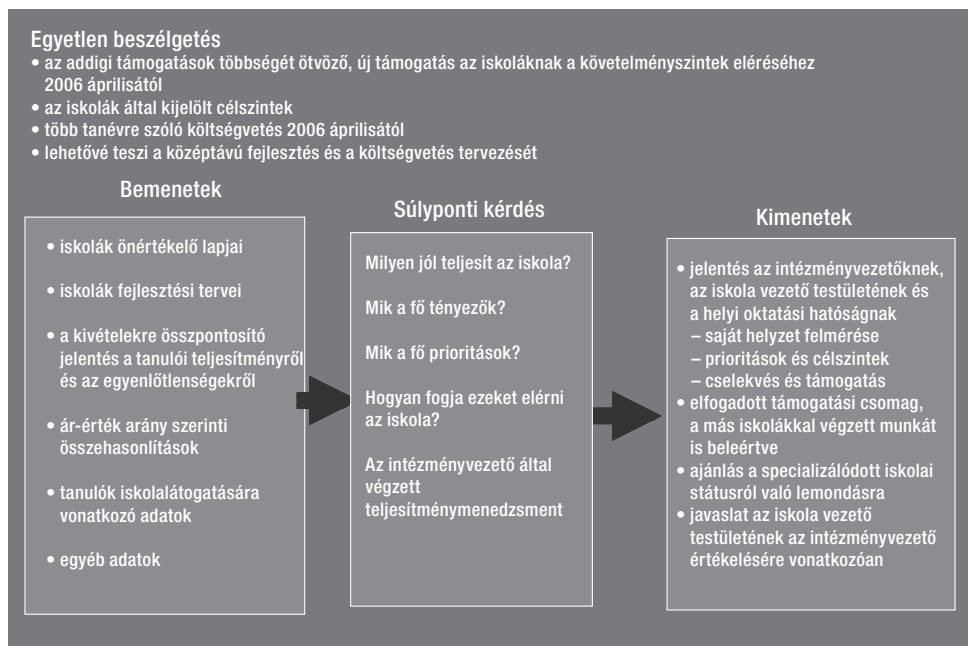 Egyetlen beszélgetés
• az addigi támogatások többségét ötvöző, új támogatás az iskoláknak a követelményszintek eléréséhez
2006 áprilisától
• az iskolák által kijelölt célszintek
• több tanévre szóló költségvetés 2006 áprilisától
• lehetővé teszi a középtávú fejlesztés és a költségvetés tervezését
Bemenetek
• iskolák önértékelő lapjai
• iskolák fejlesztési tervei
• a kivételekre összpontosító
jelentés a tanulói teljesítményről
és az egyenlőtlenségekről
• ár-érték arány szerinti
összehasonlítások
• tanulók iskolalátogatására
vonatkozó adatok
• egyéb adatok
Súlyponti kérdés
Milyen jól teljesít az iskola?
Mik a fő tényezők?
Mik a fő prioritások?
Hogyan fogja ezeket elérni
az iskola?
Az intézményvezető által
végzett
teljesítménymenedzsment
Kimenetek
• jelentés az intézményvezetőknek,
az iskola vezető testületének és
a helyi oktatási hatóságnak
– saját helyzet felmérése
– prioritások és célszintek
– cselekvés és támogatás
• elfogadott támogatási csomag,
a más iskolákkal végzett munkát
is beleértve
• ajánlás a specializálódott iskolai
státusról való lemondásra
• javaslat az iskola vezető
testületének az intézményvezető
értékelésére vonatkozóan